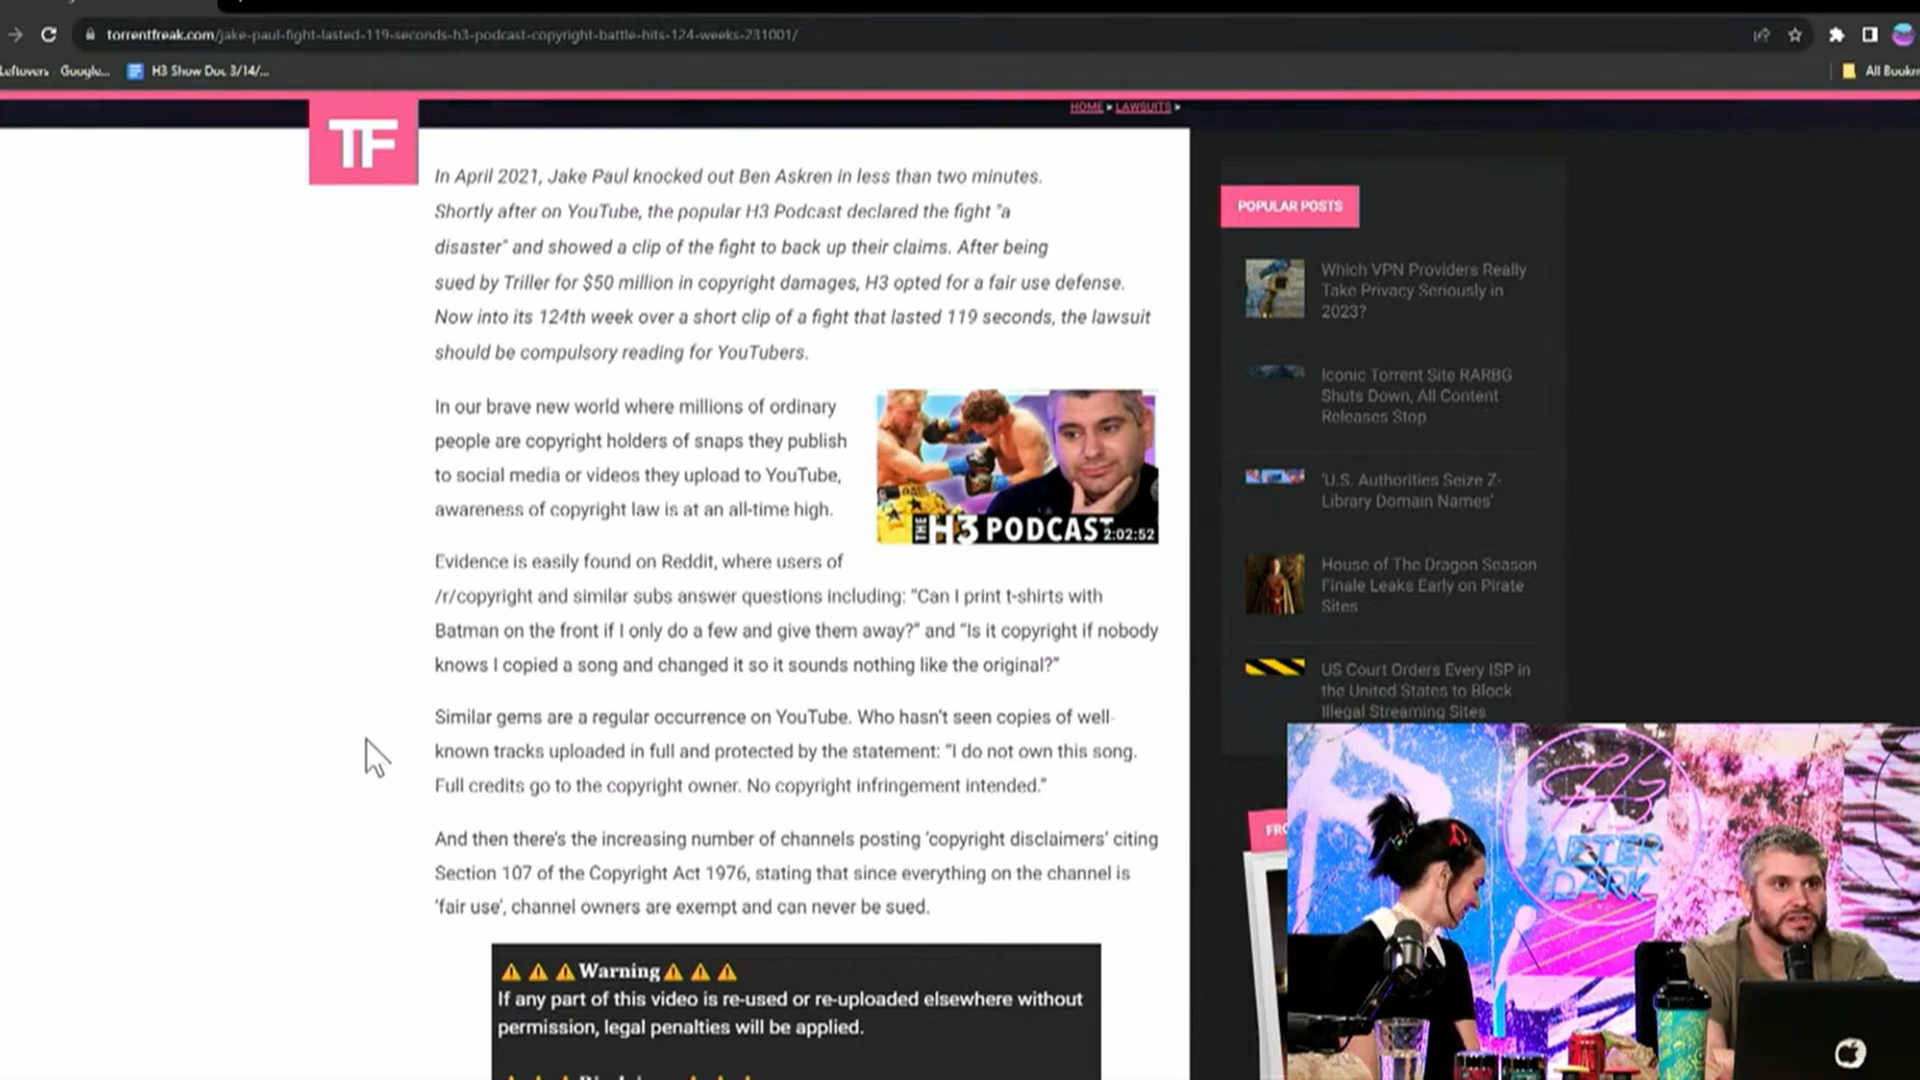 torrentfreak.com/jake-paul-fight-lasted-119-seconds-h3-podcast-copyright-battle-hits-124-weeks-231001/
Leftovers Google...
H3 Show Doc 3/14/...
All Bookm
HOME ▸ LAWSUITS ▸
TF
In April 2021, Jake Paul knocked out Ben Askren in less than two minutes.
Shortly after on YouTube, the popular H3 Podcast declared the fight "a
disaster" and showed a clip of the fight to back up their claims. After being
sued by Triller for $50 million in copyright damages, H3 opted for a fair use defense.
Now into its 124th week over a short clip of a fight that lasted 119 seconds, the lawsuit
should be compulsory reading for YouTubers.
In our brave new world where millions of ordinary
people are copyright holders of snaps they publish
to social media or videos they upload to YouTube,
awareness of copyright law is at an all-time high.
THE H3 PODCAST
2:02:52
Evidence is easily found on Reddit, where users of
/r/copyright and similar subs answer questions including: “Can I print t-shirts with
Batman on the front if I only do a few and give them away?” and “Is it copyright if nobody
knows I copied a song and changed it so it sounds nothing like the original?”
Similar gems are a regular occurrence on YouTube. Who hasn’t seen copies of well-
known tracks uploaded in full and protected by the statement: “I do not own this song.
Full credits go to the copyright owner. No copyright infringement intended.”
And then there’s the increasing number of channels posting ‘copyright disclaimers’ citing
Section 107 of the Copyright Act 1976, stating that since everything on the channel is
‘fair use’, channel owners are exempt and can never be sued.
⚠ ⚠ ⚠ Warning ⚠ ⚠ ⚠
If any part of this video is re-used or re-uploaded elsewhere without
permission, legal penalties will be applied.
POPULAR POSTS
Which VPN Providers Really
Take Privacy Seriously in
2023?
Iconic Torrent Site RARBG
Shuts Down, All Content
Releases Stop
‘U.S. Authorities Seize Z-
Library Domain Names’
House of The Dragon Season
Finale Leaks Early on Pirate
Sites
US Court Orders Every ISP in
the United States to Block
Illegal Streaming Sites
FRO
H3
AFTER
DARK